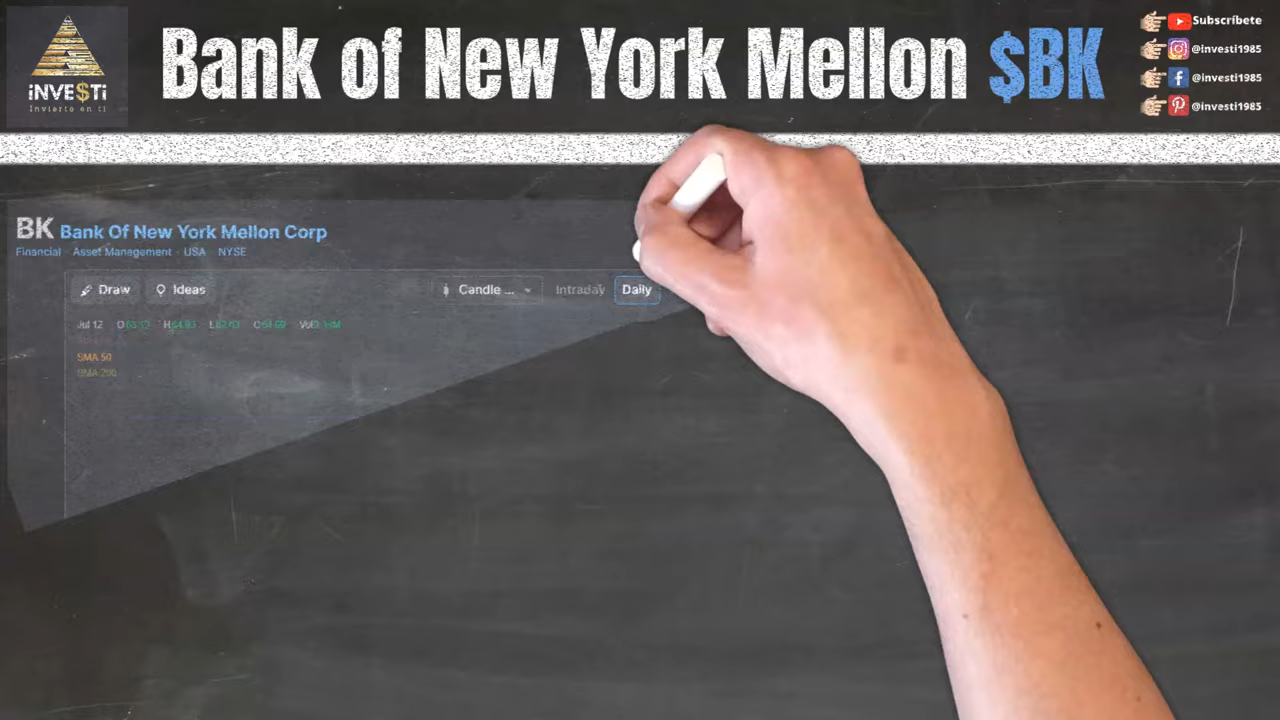 Bank of New York Mellon $BK
iNVE$Ti
Invierto en ti
Subscríbete
@investi1985
@investi1985
@investi1985
BK Bank Of New York Mellon Corp
Financial · Asset Management · USA · NYSE
Draw Ideas Candle ... Intraday Daily
Jul 12
SMA 50
SMA 200